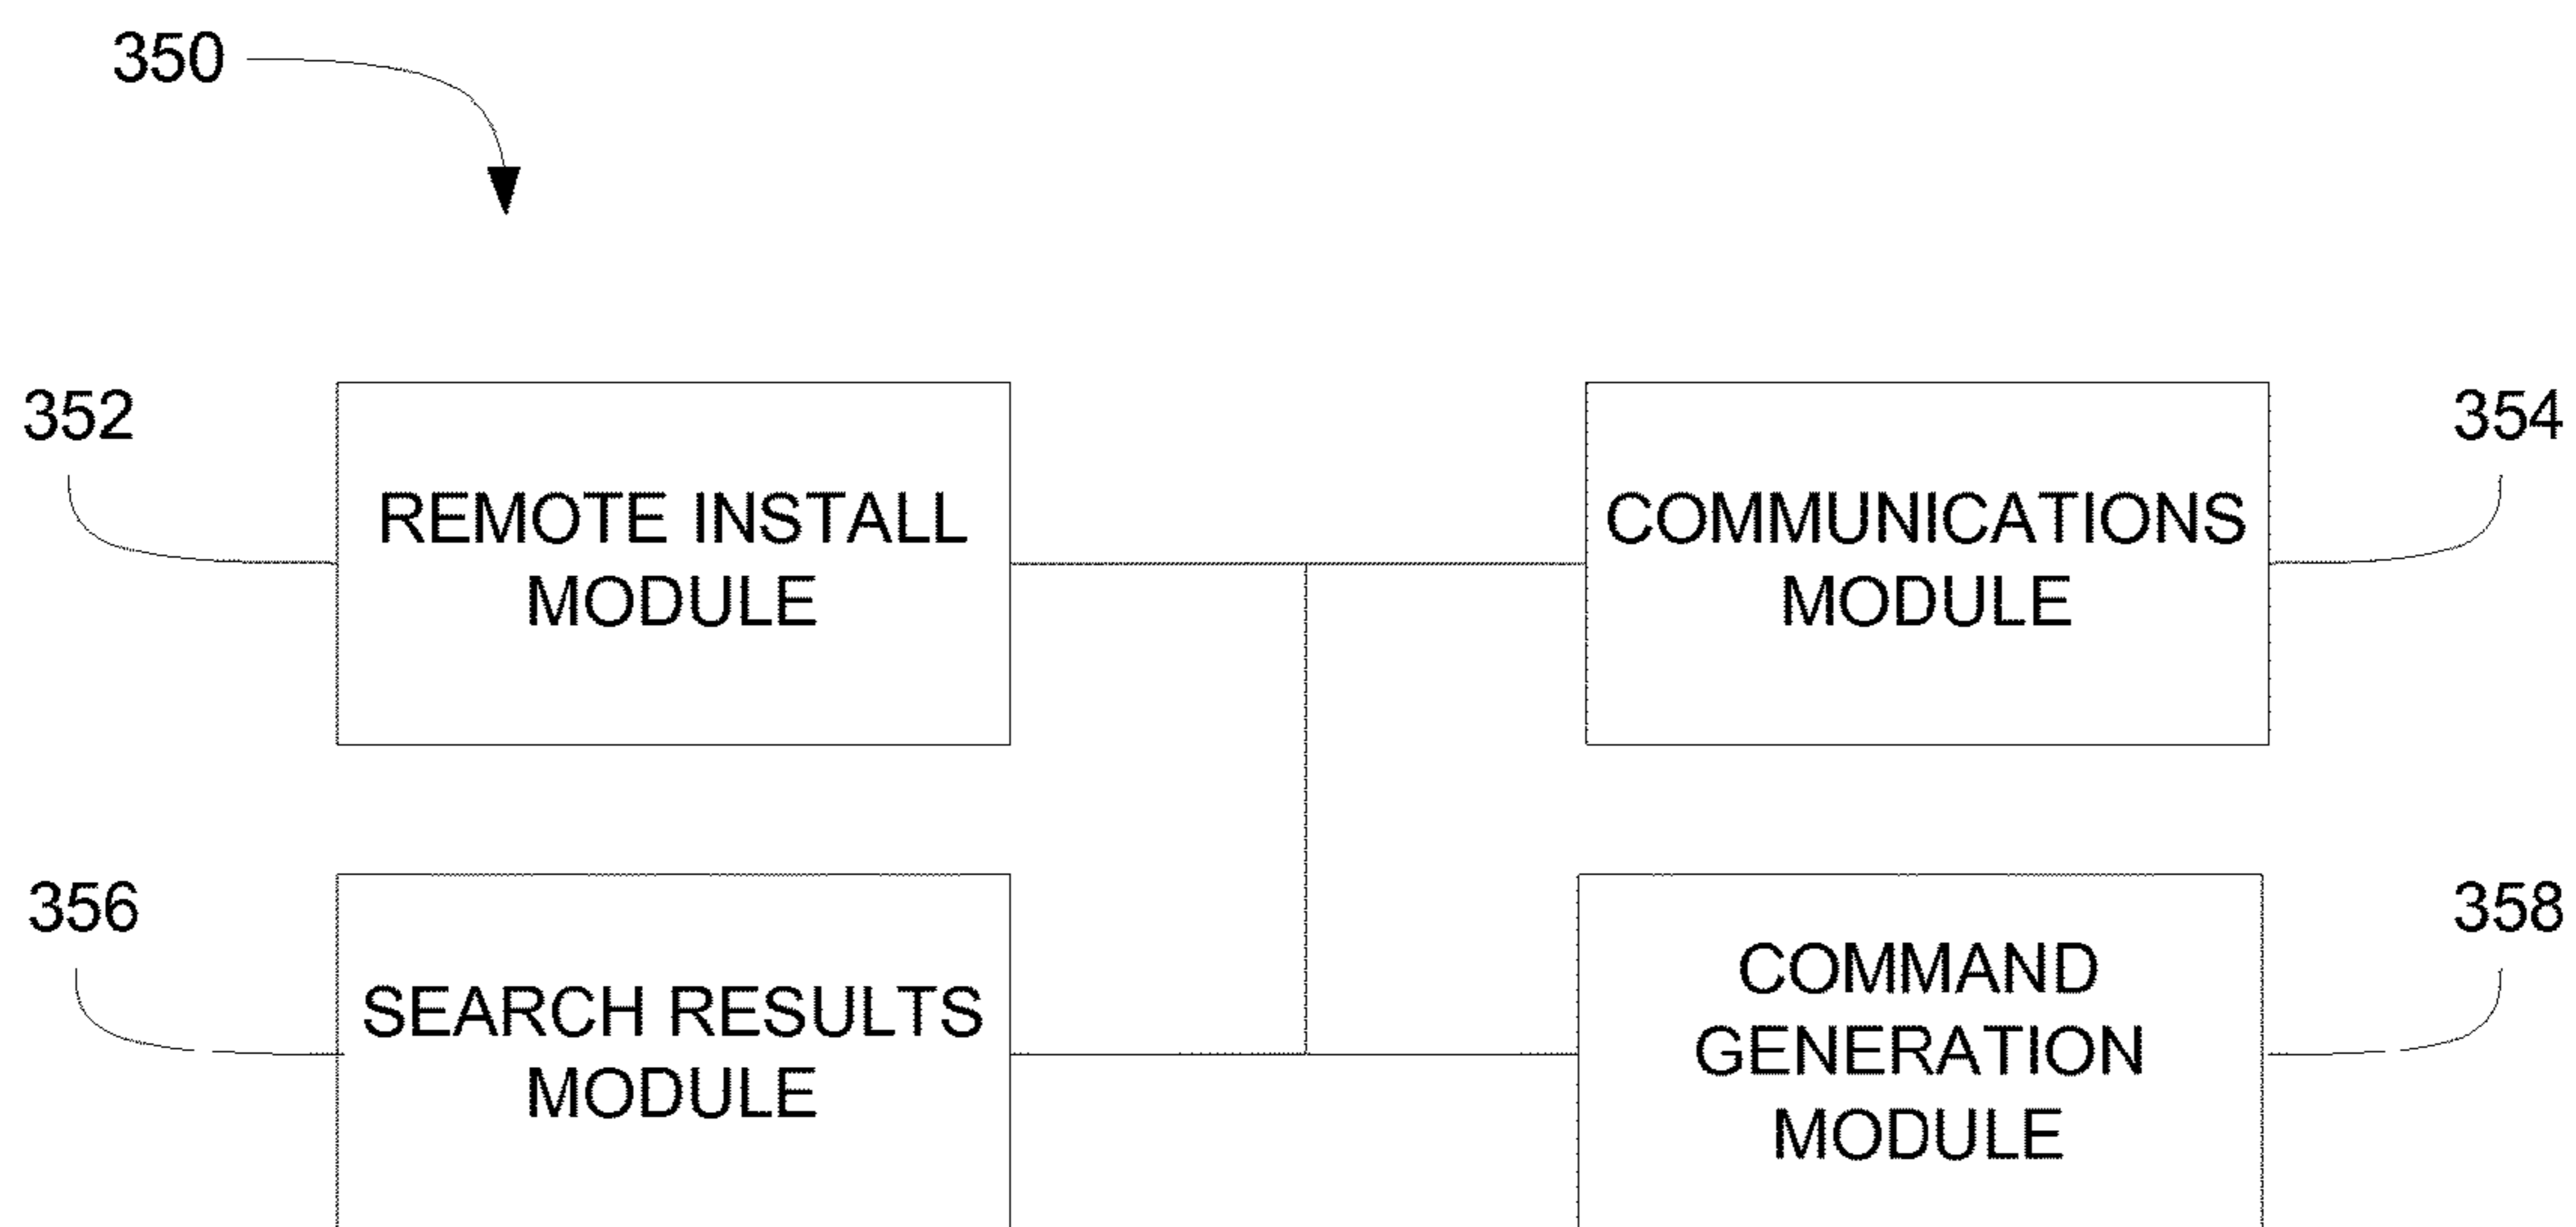 350
352
REMOTE INSTALL
MODULE
COMMUNICATIONS
MODULE
354
356
SEARCH RESULTS
MODULE
COMMAND
GENERATION
MODULE
358